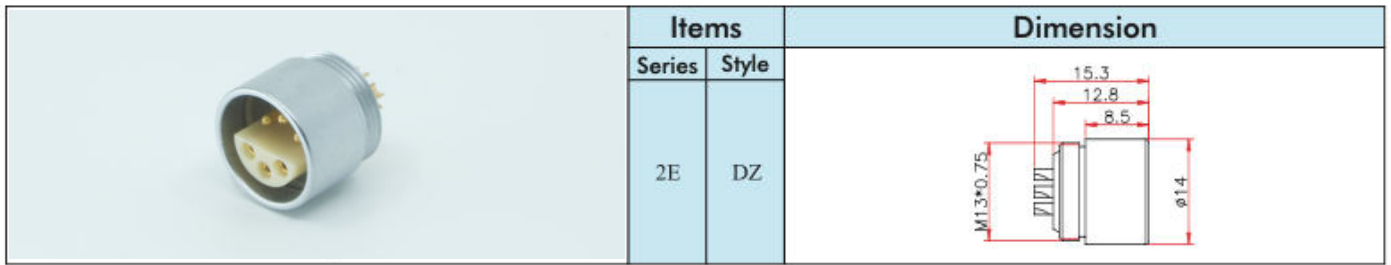 Items
Dimension
Series
Style
2E
DZ
15.3
12.8
8.5
M13*0.75
ø14